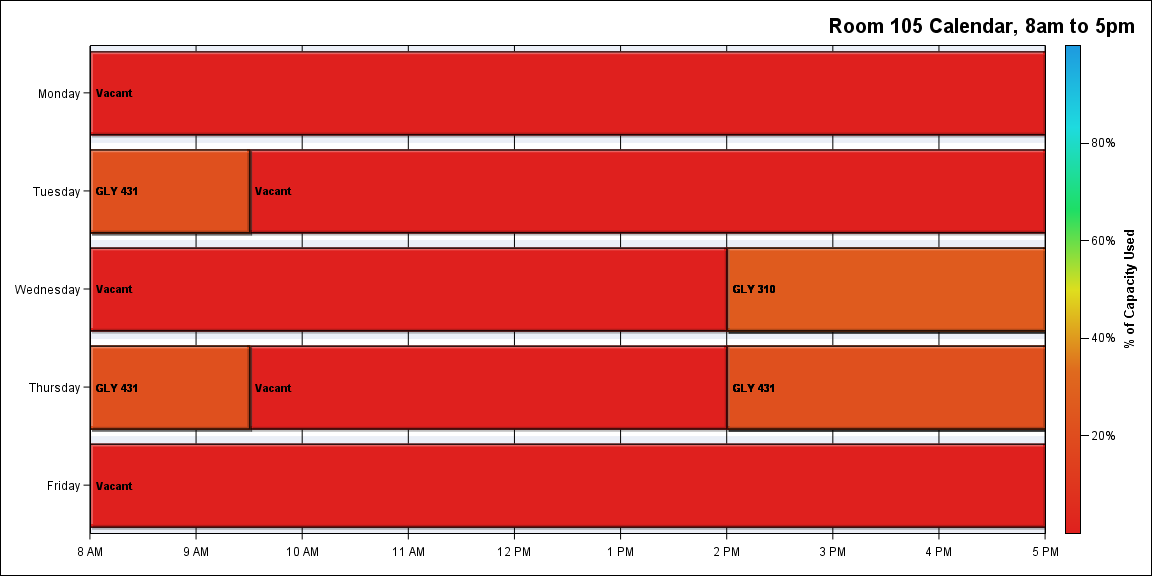 Room 105 Calendar, 8am to 5pm
Monday
Vacant
Tuesday
GLY 431
Vacant
Wednesday
Vacant
GLY 310
Thursday
GLY 431
Vacant
GLY 431
Friday
Vacant
8 AM 9 AM 10 AM 11 AM 12 PM 1 PM 2 PM 3 PM 4 PM 5 PM
80%
60%
40%
20%
% of Capacity Used